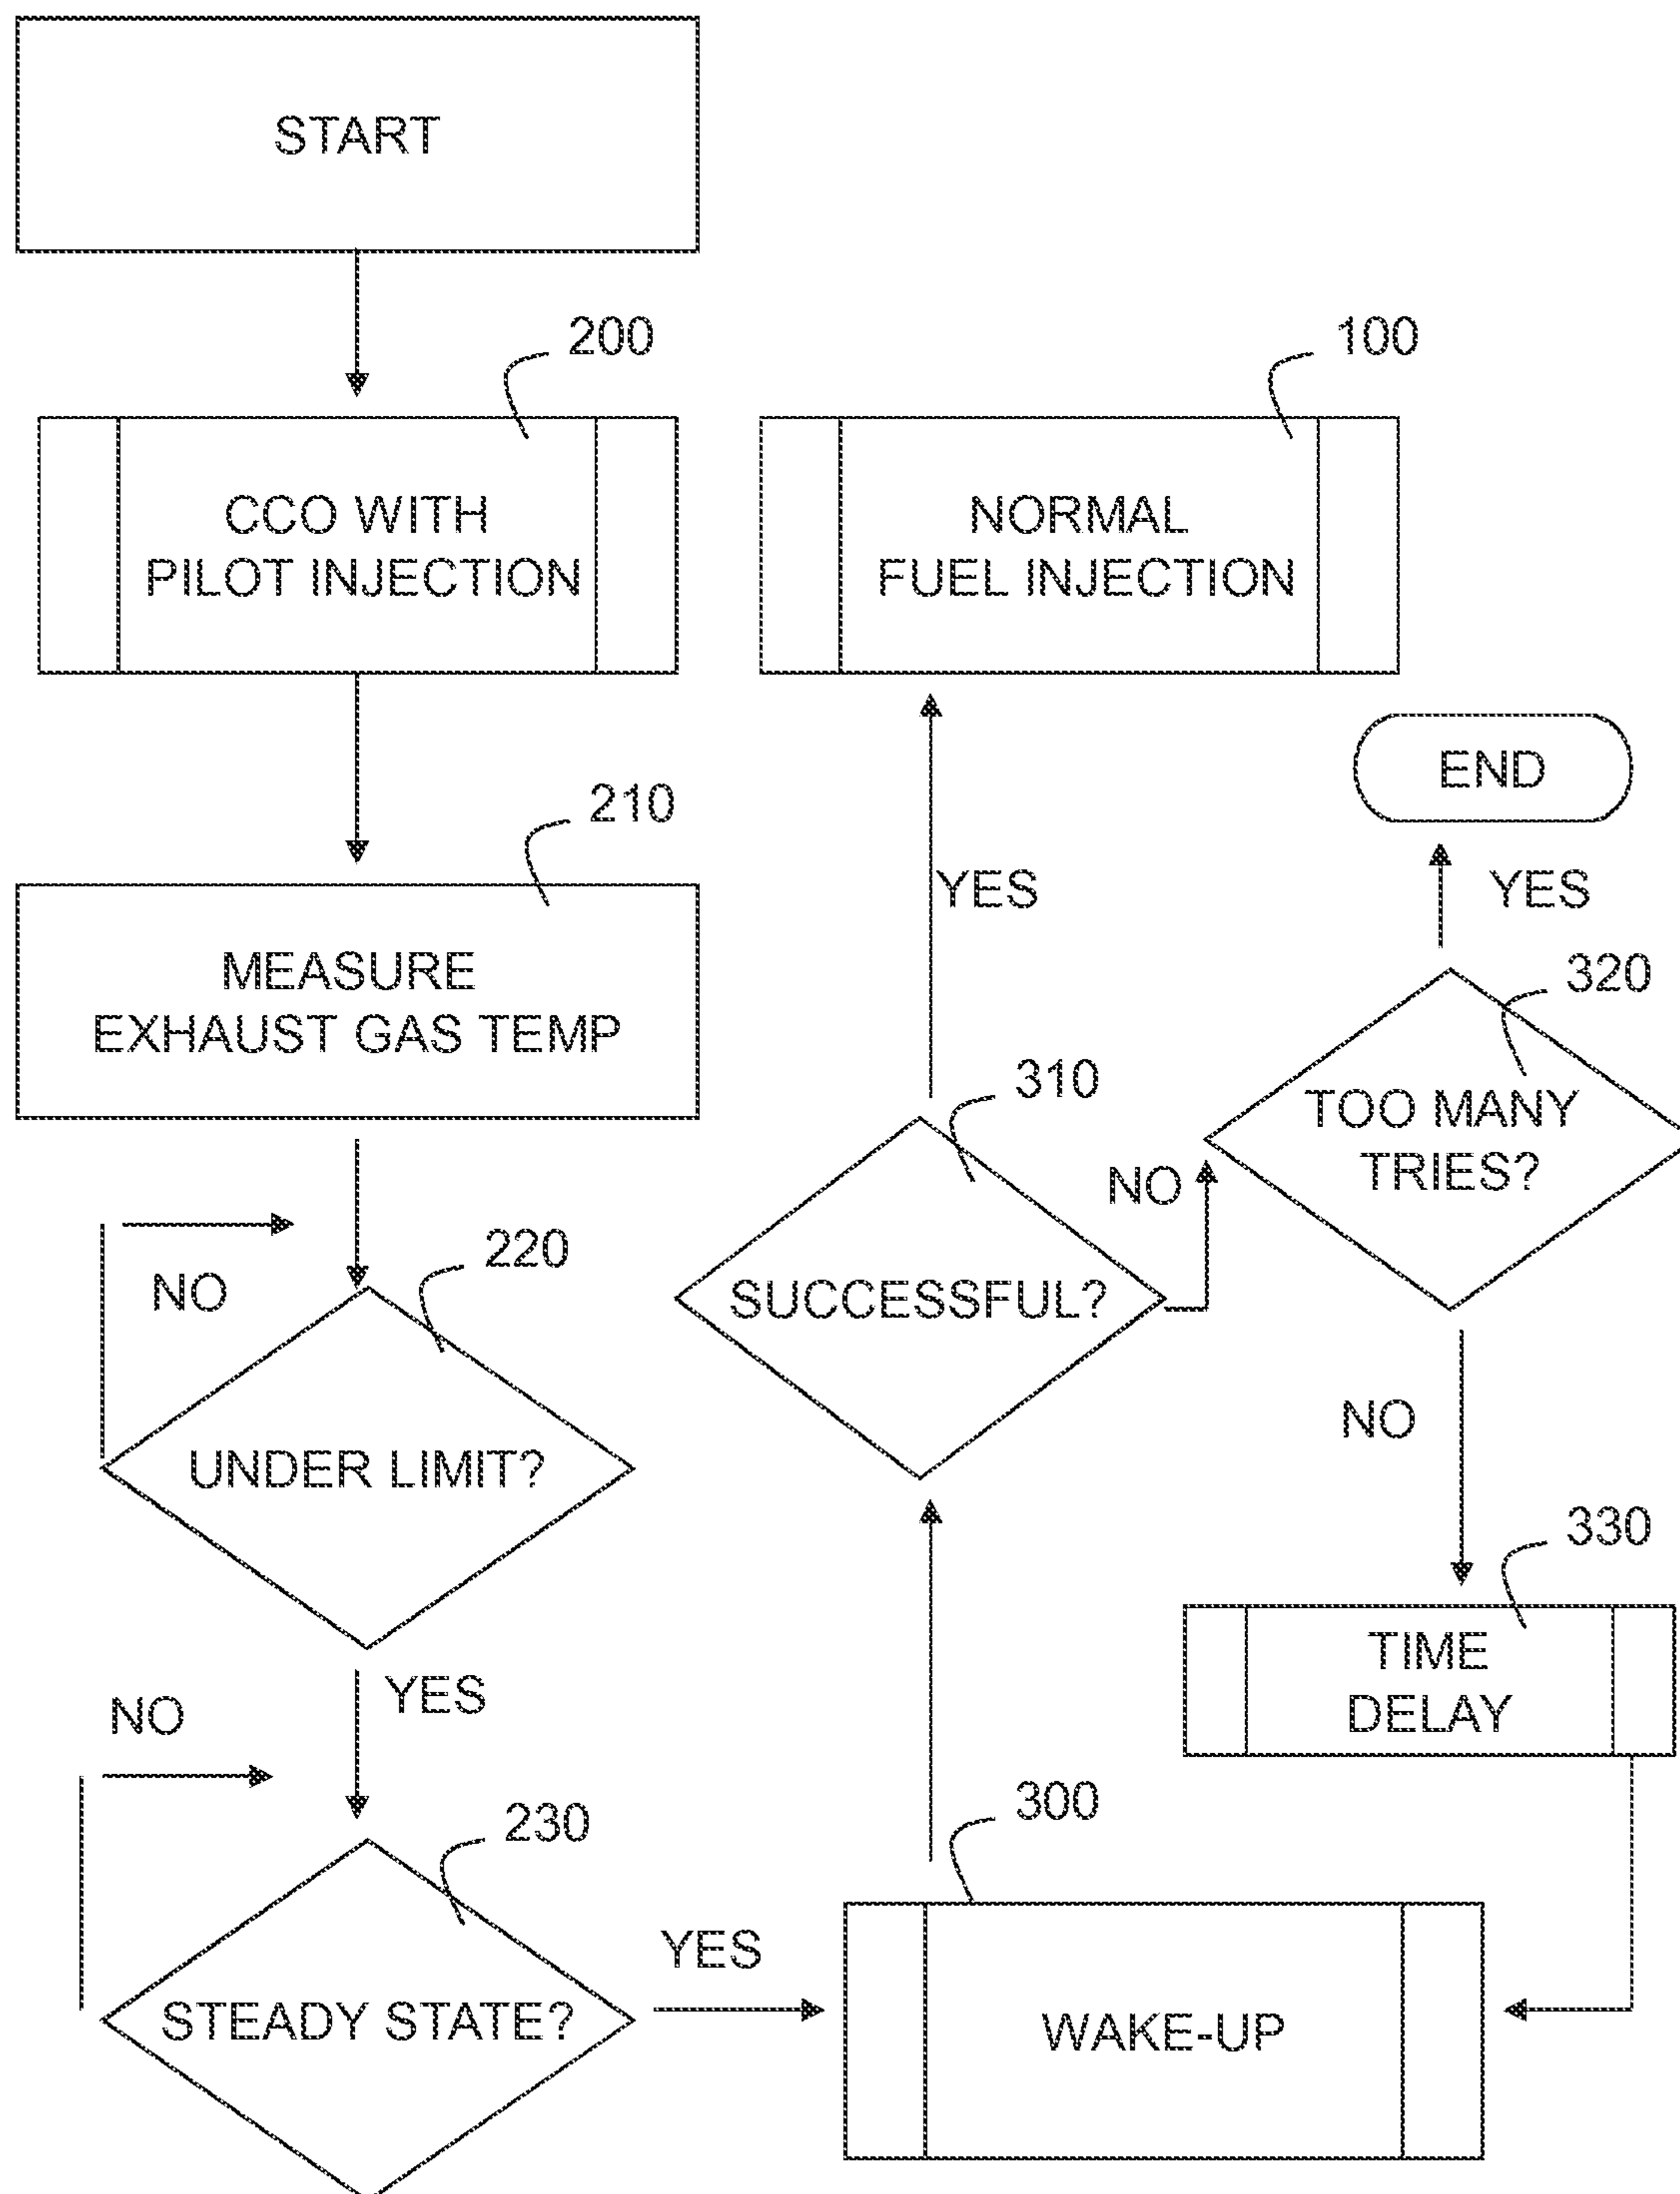 START
200
CCO WITH
PILOT INJECTION
100
NORMAL
FUEL INJECTION
210
MEASURE
EXHAUST GAS TEMP
END
YES
YES
320
TOO MANY
TRIES?
310
NO
SUCCESSFUL?
NO
220
UNDER LIMIT?
NO
330
TIME
DELAY
YES
NO
230
STEADY STATE?
YES
300
WAKE-UP